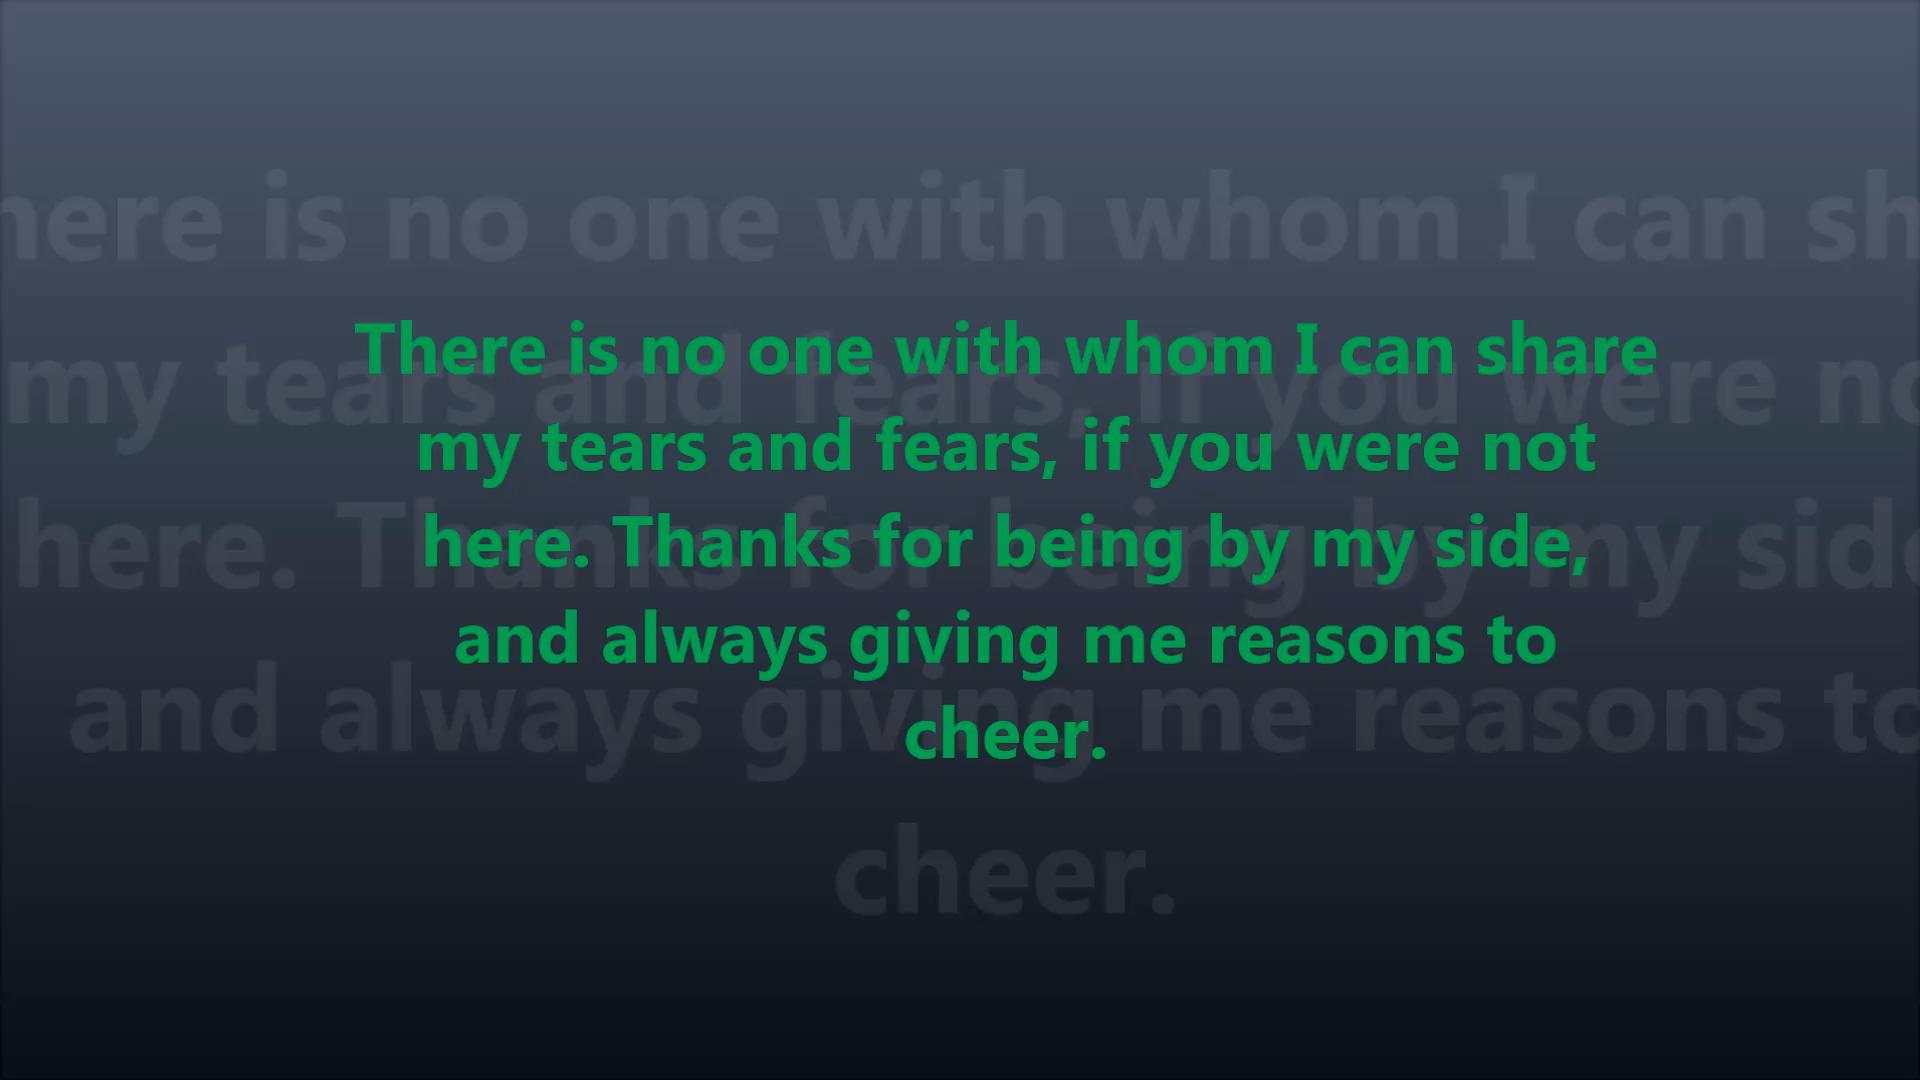 There is no one with whom I can share
my tears and fears, if you were not
here. Thanks for being by my side,
and always giving me reasons to
cheer.